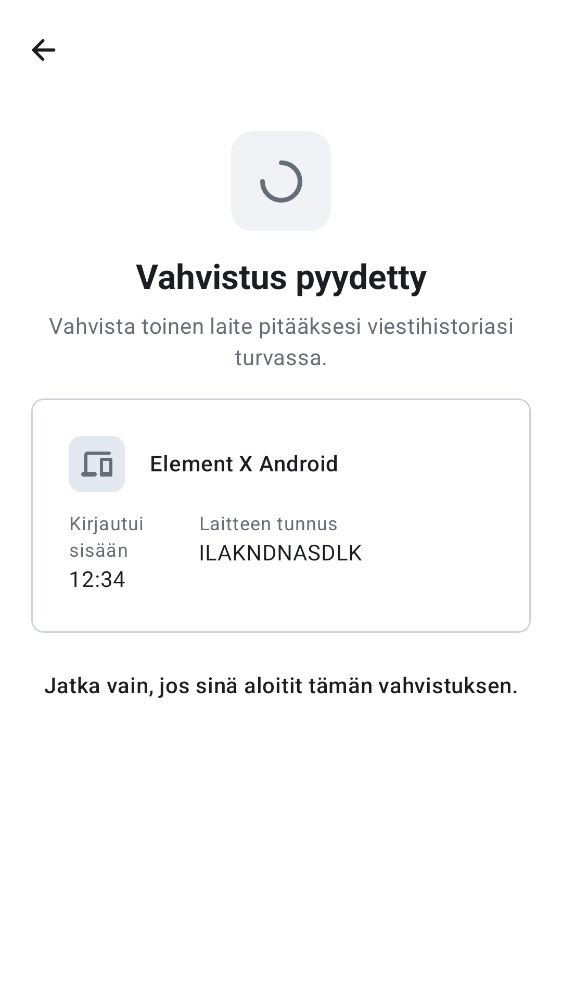 Vahvistus pyydetty
Vahvista toinen laite pitääksesi viestihistoriasi
turvassa.
Element X Android
Kirjautui
sisään
12:34
Laitteen tunnus
ILAKNDNASDLK
Jatka vain, jos sinä aloitit tämän vahvistuksen.